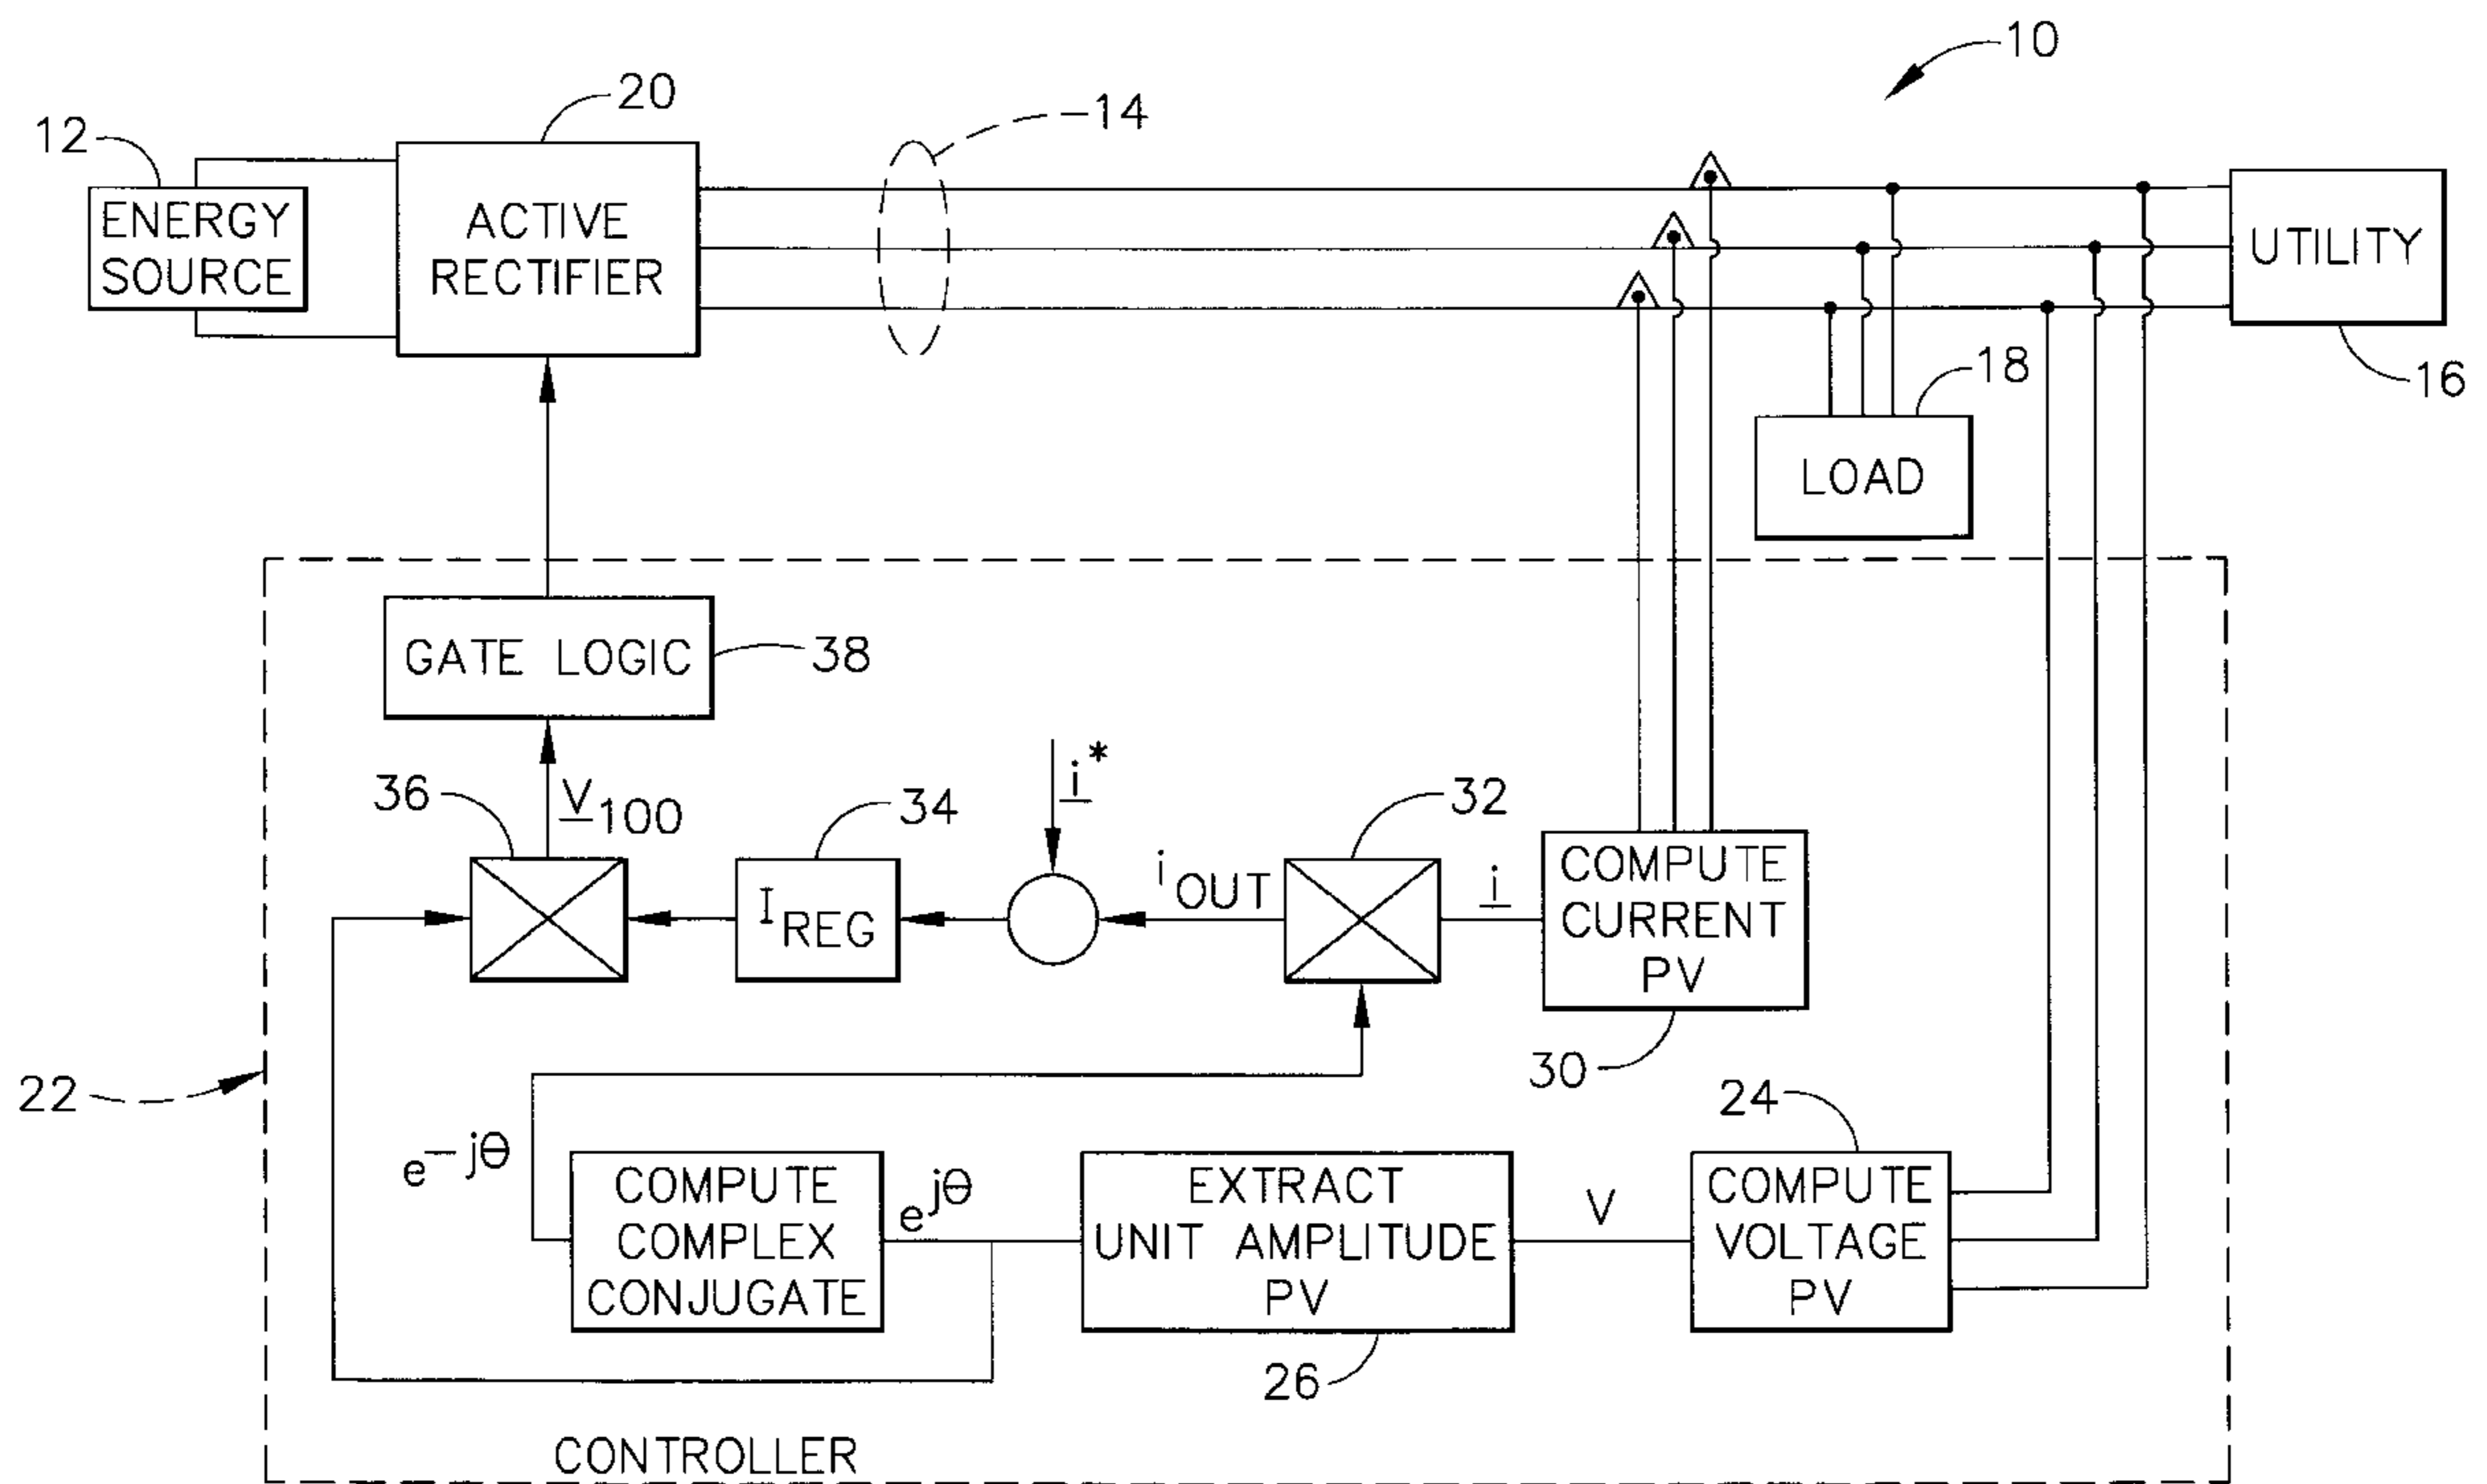 10
20
12
-14
ENERGY
SOURCE
ACTIVE
RECTIFIER
UTILITY
18
16
LOAD
GATE LOGIC
38
36
V100
34
i*
32
IREG
iOUT
i
COMPUTE
CURRENT
PV
30
22
24
e-jθ
COMPUTE
COMPLEX
CONJUGATE
ejθ
EXTRACT
UNIT AMPLITUDE
PV
V
COMPUTE
VOLTAGE
PV
26
CONTROLLER